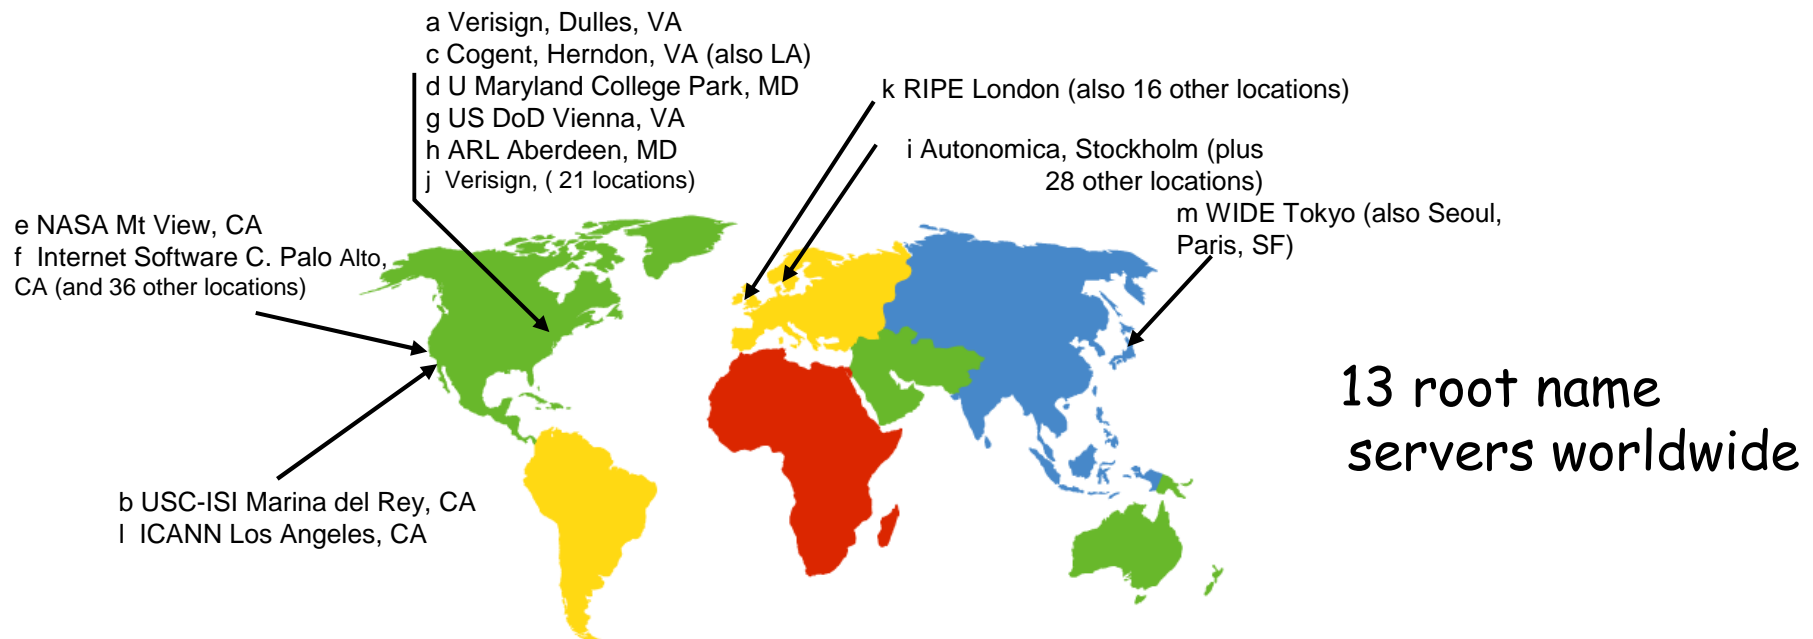 a Verisign, Dulles, VA
c Cogent, Herndon, VA (also LA)
d U Maryland College Park, MD
g US DoD Vienna, VA
h ARL Aberdeen, MD
j Verisign, ( 21 locations)
k RIPE London (also 16 other locations)
i Autonomica, Stockholm (plus
28 other locations)
m WIDE Tokyo (also Seoul,
Paris, SF)
e NASA Mt View, CA
f Internet Software C. Palo Alto,
CA (and 36 other locations)
13 root name
servers worldwide
b USC-ISI Marina del Rey, CA
l ICANN Los Angeles, CA